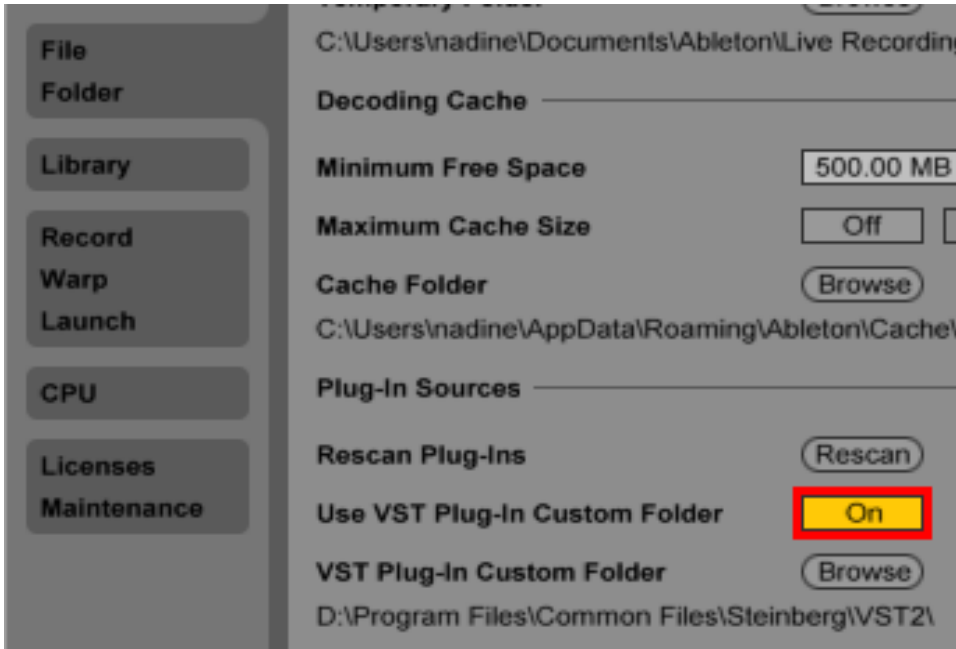 File
Folder
Library
Record
Warp
Launch
CPU
Licenses
Maintenance
C:\Users\nadine\Documents\Ableton\Live Recording
Decoding Cache
Minimum Free Space 500.00 MB
Maximum Cache Size Off
Cache Folder Browse
C:\Users\nadine\AppData\Roaming\Ableton\Cache\
Plug-In Sources
Rescan Plug-Ins Rescan
Use VST Plug-In Custom Folder On
VST Plug-In Custom Folder Browse
D:\Program Files\Common Files\Steinberg\VST2\